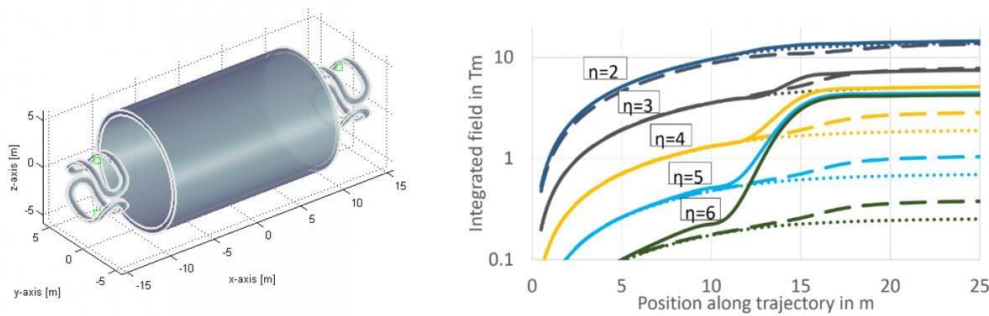 5
0
-5
z-axis [m]
5
0
-5
y-axis [m]
-15
-10
-5
0
5
10
15
x-axis [m]
10
1
0.1
Integrated field in Tm
η=2
η=3
η=4
η=5
η=6
0
5
10
15
20
25
Position along trajectory in m